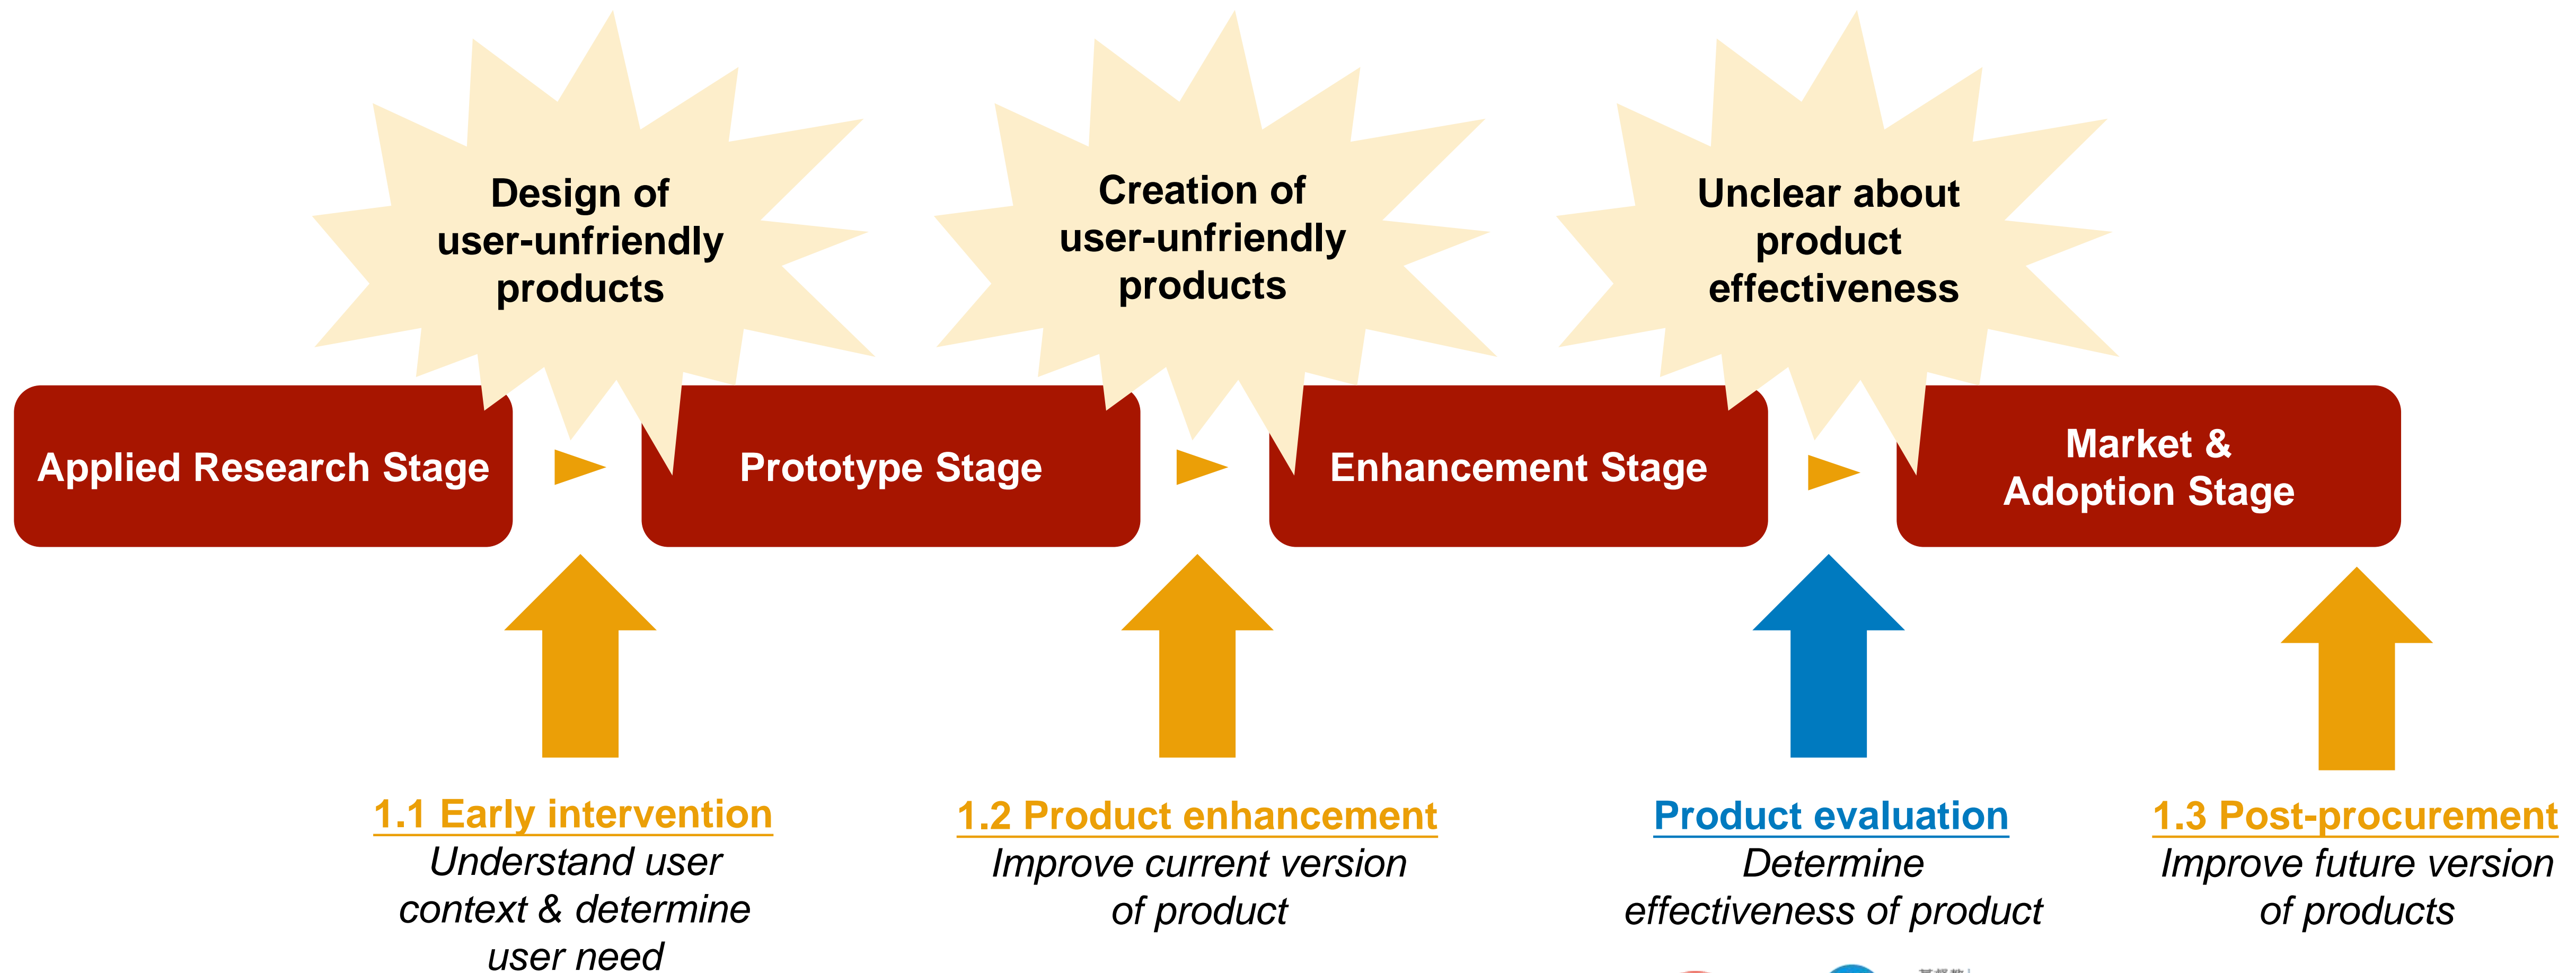 Design of
user-unfriendly
products
Creation of
user-unfriendly
products
Unclear about
product
effectiveness
Applied Research Stage
Prototype Stage
Enhancement Stage
Market &
Adoption Stage
1.1 Early intervention
Understand user
context & determine
user need
1.2 Product enhancement
Improve current version
of product
Product evaluation
Determine
effectiveness of product
1.3 Post-procurement
Improve future version
of products